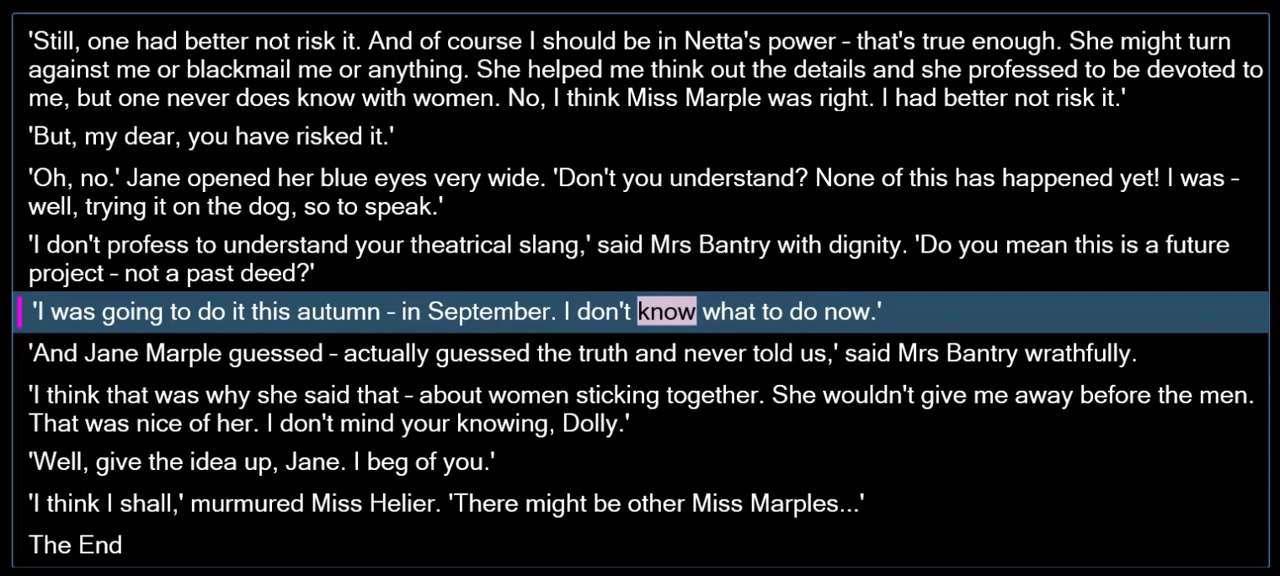 'Still, one had better not risk it. And of course I should be in Netta's power - that's true enough. She might turn
against me or blackmail me or anything. She helped me think out the details and she professed to be devoted to
me, but one never does know with women. No, I think Miss Marple was right. I had better not risk it.'
'But, my dear, you have risked it.'
'Oh, no.' Jane opened her blue eyes very wide. 'Don't you understand? None of this has happened yet! I was -
well, trying it on the dog, so to speak.'
'I don't profess to understand your theatrical slang,' said Mrs Bantry with dignity. 'Do you mean this is a future
project - not a past deed?'
'I was going to do it this autumn - in September. I don't know what to do now.'
'And Jane Marple guessed - actually guessed the truth and never told us,' said Mrs Bantry wrathfully.
'I think that was why she said that - about women sticking together. She wouldn't give me away before the men.
That was nice of her. I don't mind your knowing, Dolly.'
'Well, give the idea up, Jane. I beg of you.'
'I think I shall,' murmured Miss Helier. 'There might be other Miss Marples...'
The End